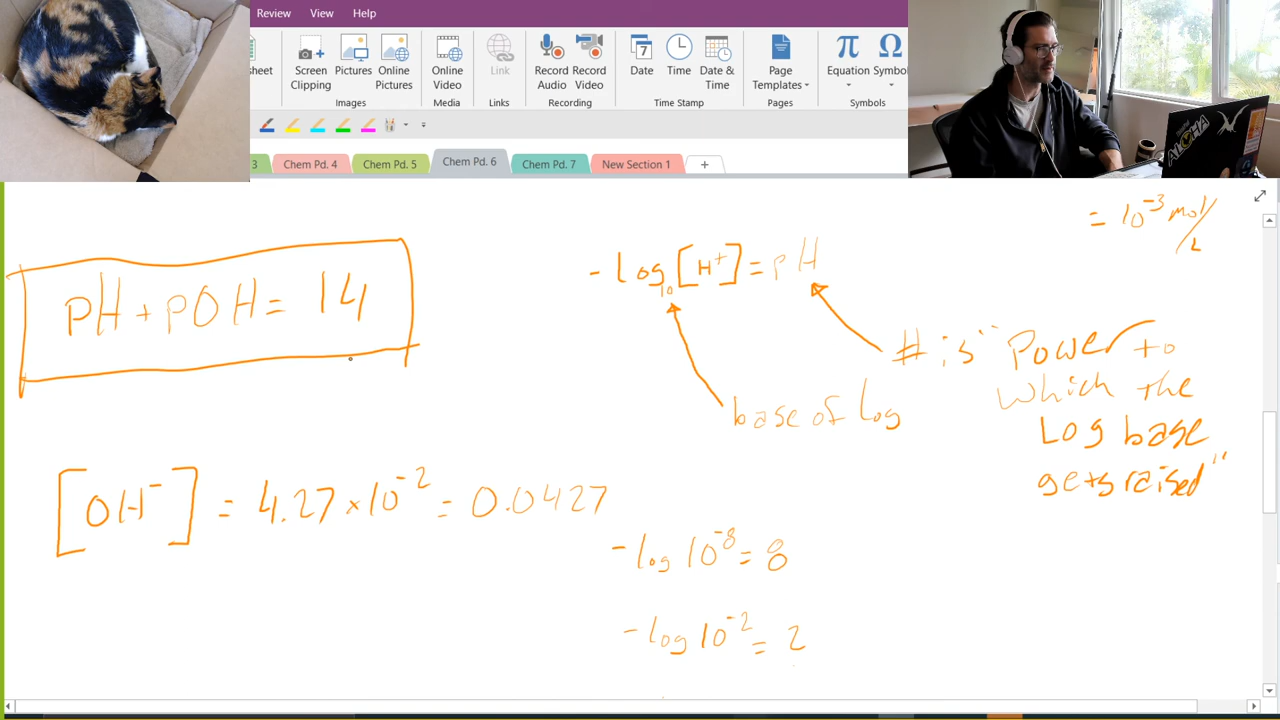 Review View Help
sheet
Screen Clipping
Pictures
Online Pictures
Images
Online Video
Media
Link
Links
Record Audio
Record Video
Recording
Date
Time
Date & Time
Time Stamp
Page Templates
Pages
Equation
Symbol
Symbols
ALOHA
3
Chem Pd. 4
Chem Pd. 5
Chem Pd. 6
Chem Pd. 7
New Section 1
+
= 10⁻³ mol/L
pH + pOH = 14
-log₁₀[H⁺] = pH
# is "Power to
which the
Log base
gets raised"
base of log
[OH⁻] = 4.27 × 10⁻² = 0.0427
-log 10⁻⁸ = 8
-log 10⁻² = 2